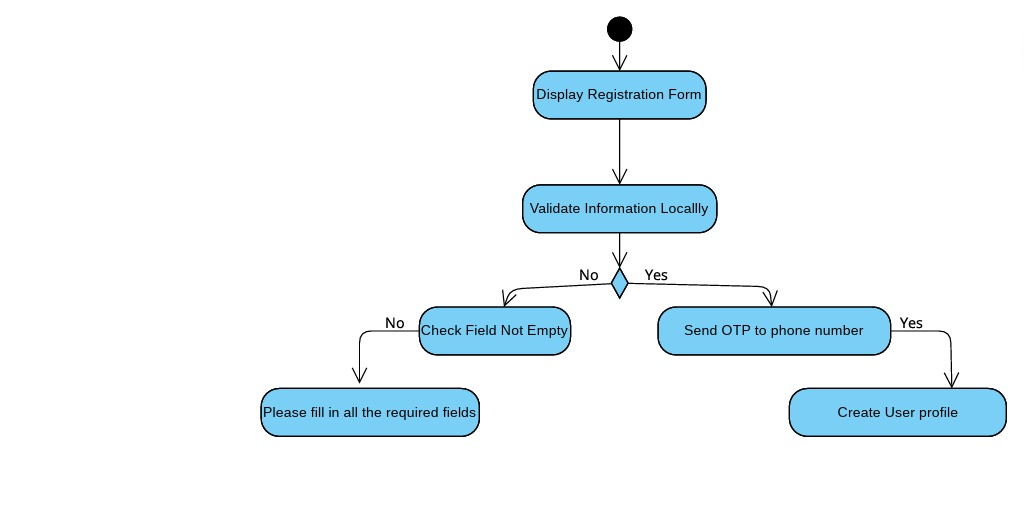 Display Registration Form
Validate Information Locallly
No
Yes
No
Check Field Not Empty
Send OTP to phone number
Yes
Please fill in all the required fields
Create User profile